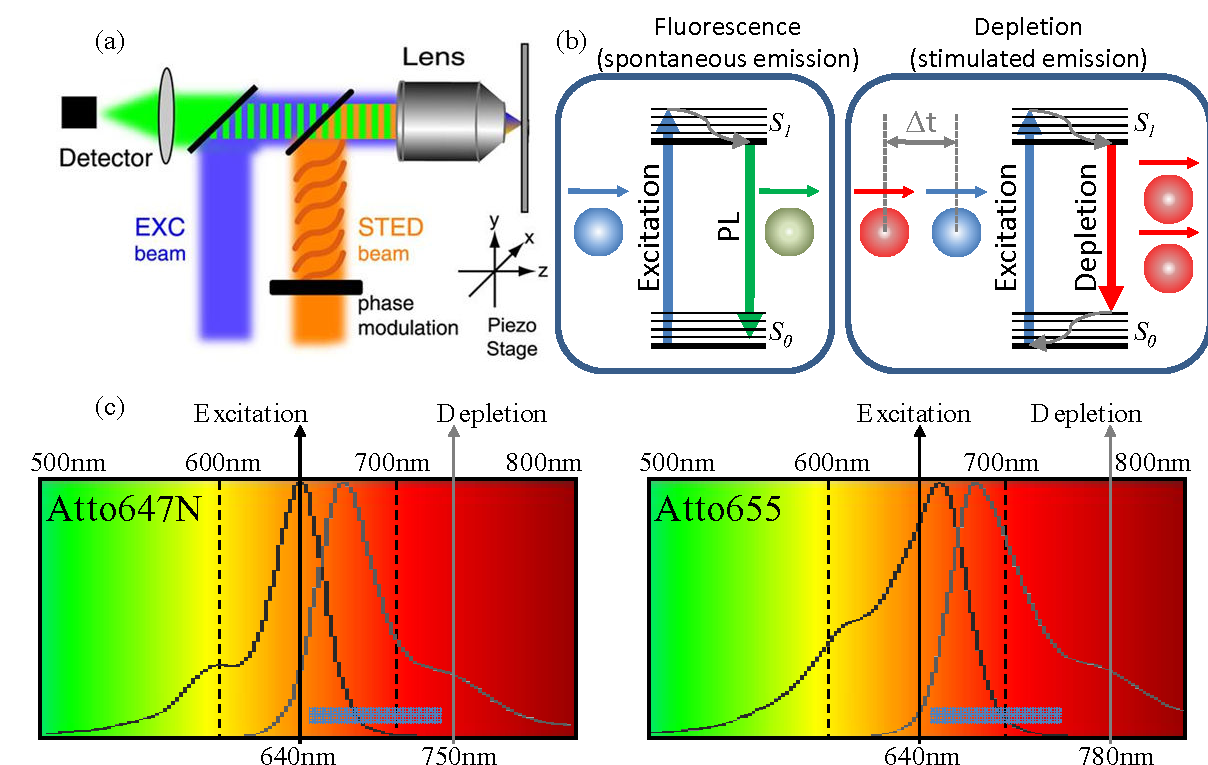 (a)
Lens
Detector
EXC
beam
STED
beam
phase
modulation
y
x
z
Piezo
Stage
(b)
Fluorescence
(spontaneous emission)
Excitation
PL
S1
S0
Depletion
(stimulated emission)
Δt
Excitation
Depletion
S1
S0
(c)
Excitation
Depletion
500nm 600nm 700nm 800nm
Atto647N
640nm 750nm
Excitation
Depletion
500nm 600nm 700nm 800nm
Atto655
640nm 780nm